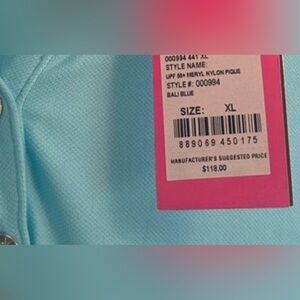 000994 441 XL
STYLE NAME:
UPF 50+ MERYL NYLON PIQUE
STYLE #: 000994
BALI BLUE
SIZE: XL
889069 450175
MANUFACTURER'S SUGGESTED PRICE
$118.00